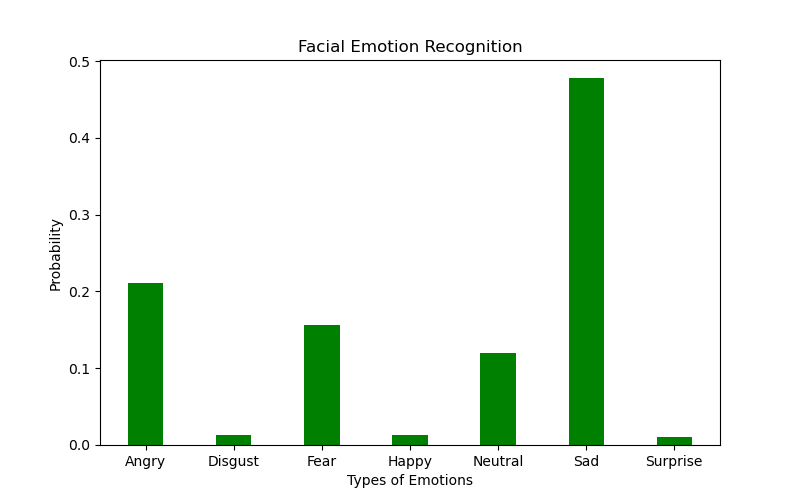 Facial Emotion Recognition
Probability
0.5
0.4
0.3
0.2
0.1
0.0
Angry Disgust Fear Happy Neutral Sad Surprise
Types of Emotions